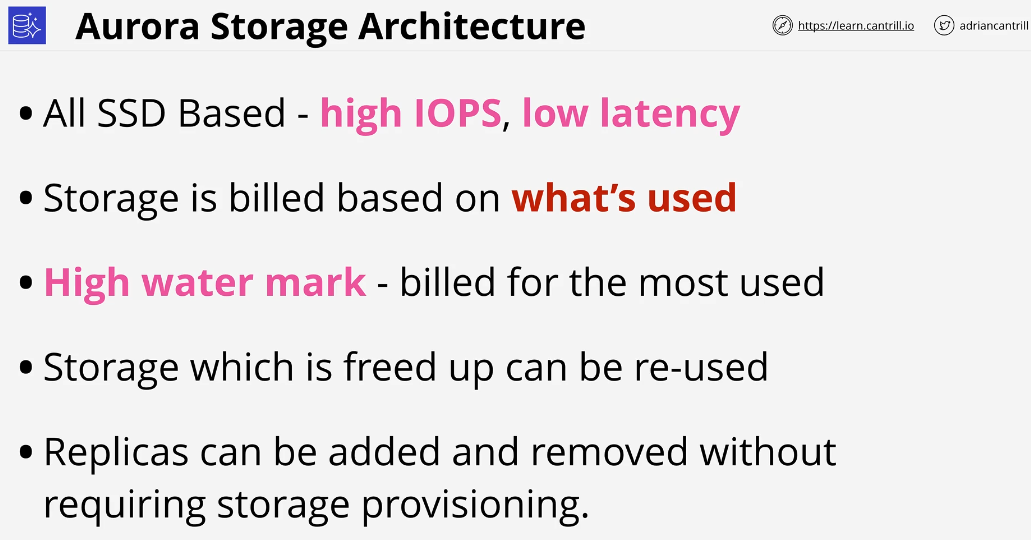 Aurora Storage Architecture
https://learn.cantrill.io
adriancantrill
• All SSD Based - high IOPS, low latency
• Storage is billed based on what’s used
• High water mark - billed for the most used
• Storage which is freed up can be re-used
• Replicas can be added and removed without
requiring storage provisioning.